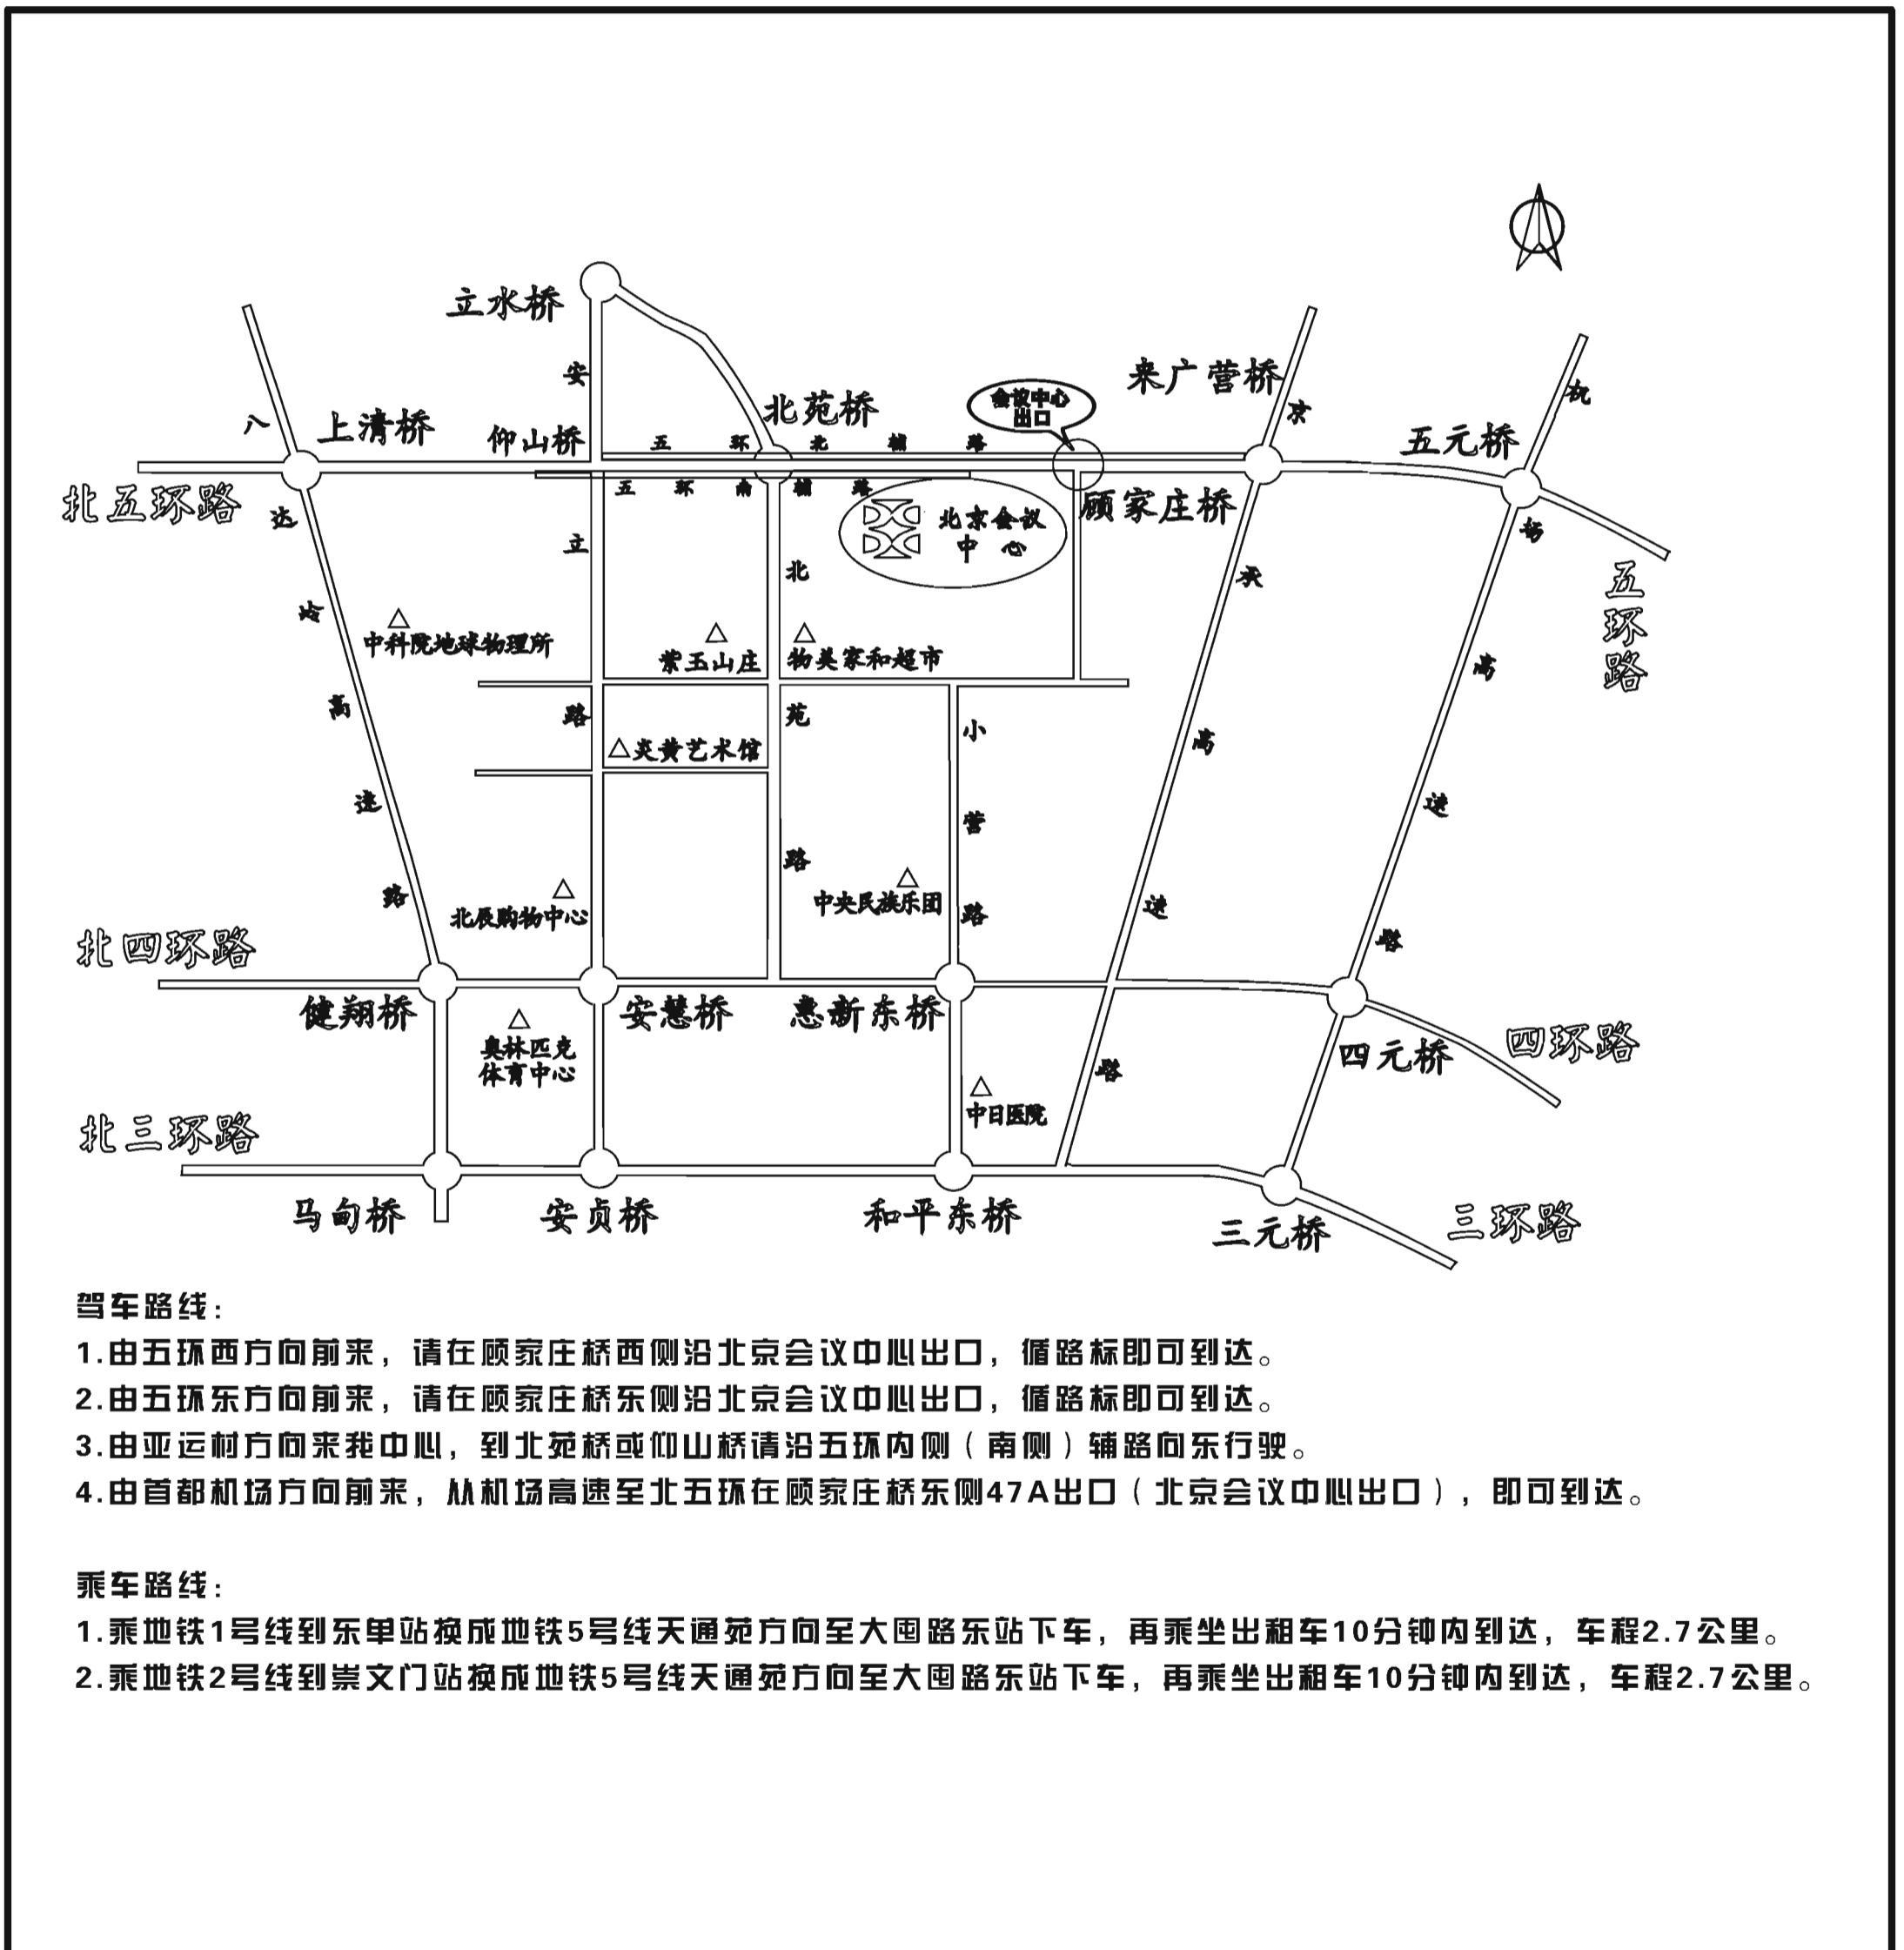 立水桥
来广营桥
会议中心
出口
北苑桥
上清桥
仰山桥
五元桥
五环北辅路
五环南辅路
北五环路
顾家庄桥
北京会议
中心
五环路
八达岭高速路
安立路
北苑路
小营路
京承高速路
机场高速路
中科院地球物理所
紫玉山庄
物美家和超市
炎黄艺术馆
中央民族乐团
北辰购物中心
北四环路
健翔桥
安慧桥
惠新东桥
四元桥
四环路
奥林匹克
体育中心
中日医院
北三环路
马甸桥
安贞桥
和平东桥
三元桥
三环路
驾车路线：
1.由五环西方向前来，请在顾家庄桥西侧沿北京会议中心出口，循路标即可到达。
2.由五环东方向前来，请在顾家庄桥东侧沿北京会议中心出口，循路标即可到达。
3.由亚运村方向来我中心，到北苑桥或仰山桥请沿五环内侧（南侧）辅路向东行驶。
4.由首都机场方向前来，从机场高速至北五环在顾家庄桥东侧47A出口（北京会议中心出口），即可到达。
乘车路线：
1.乘地铁1号线到东单站换成地铁5号线天通苑方向至大囤路东站下车，再乘坐出租车10分钟内到达，车程2.7公里。
2.乘地铁2号线到崇文门站换成地铁5号线天通苑方向至大囤路东站下车，再乘坐出租车10分钟内到达，车程2.7公里。